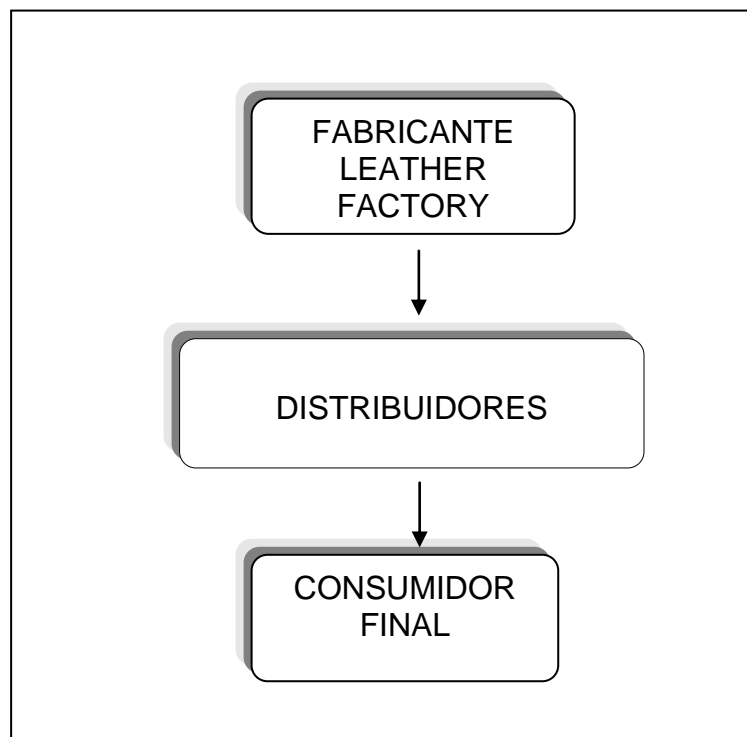 FABRICANTE
LEATHER
FACTORY
DISTRIBUIDORES
CONSUMIDOR
FINAL